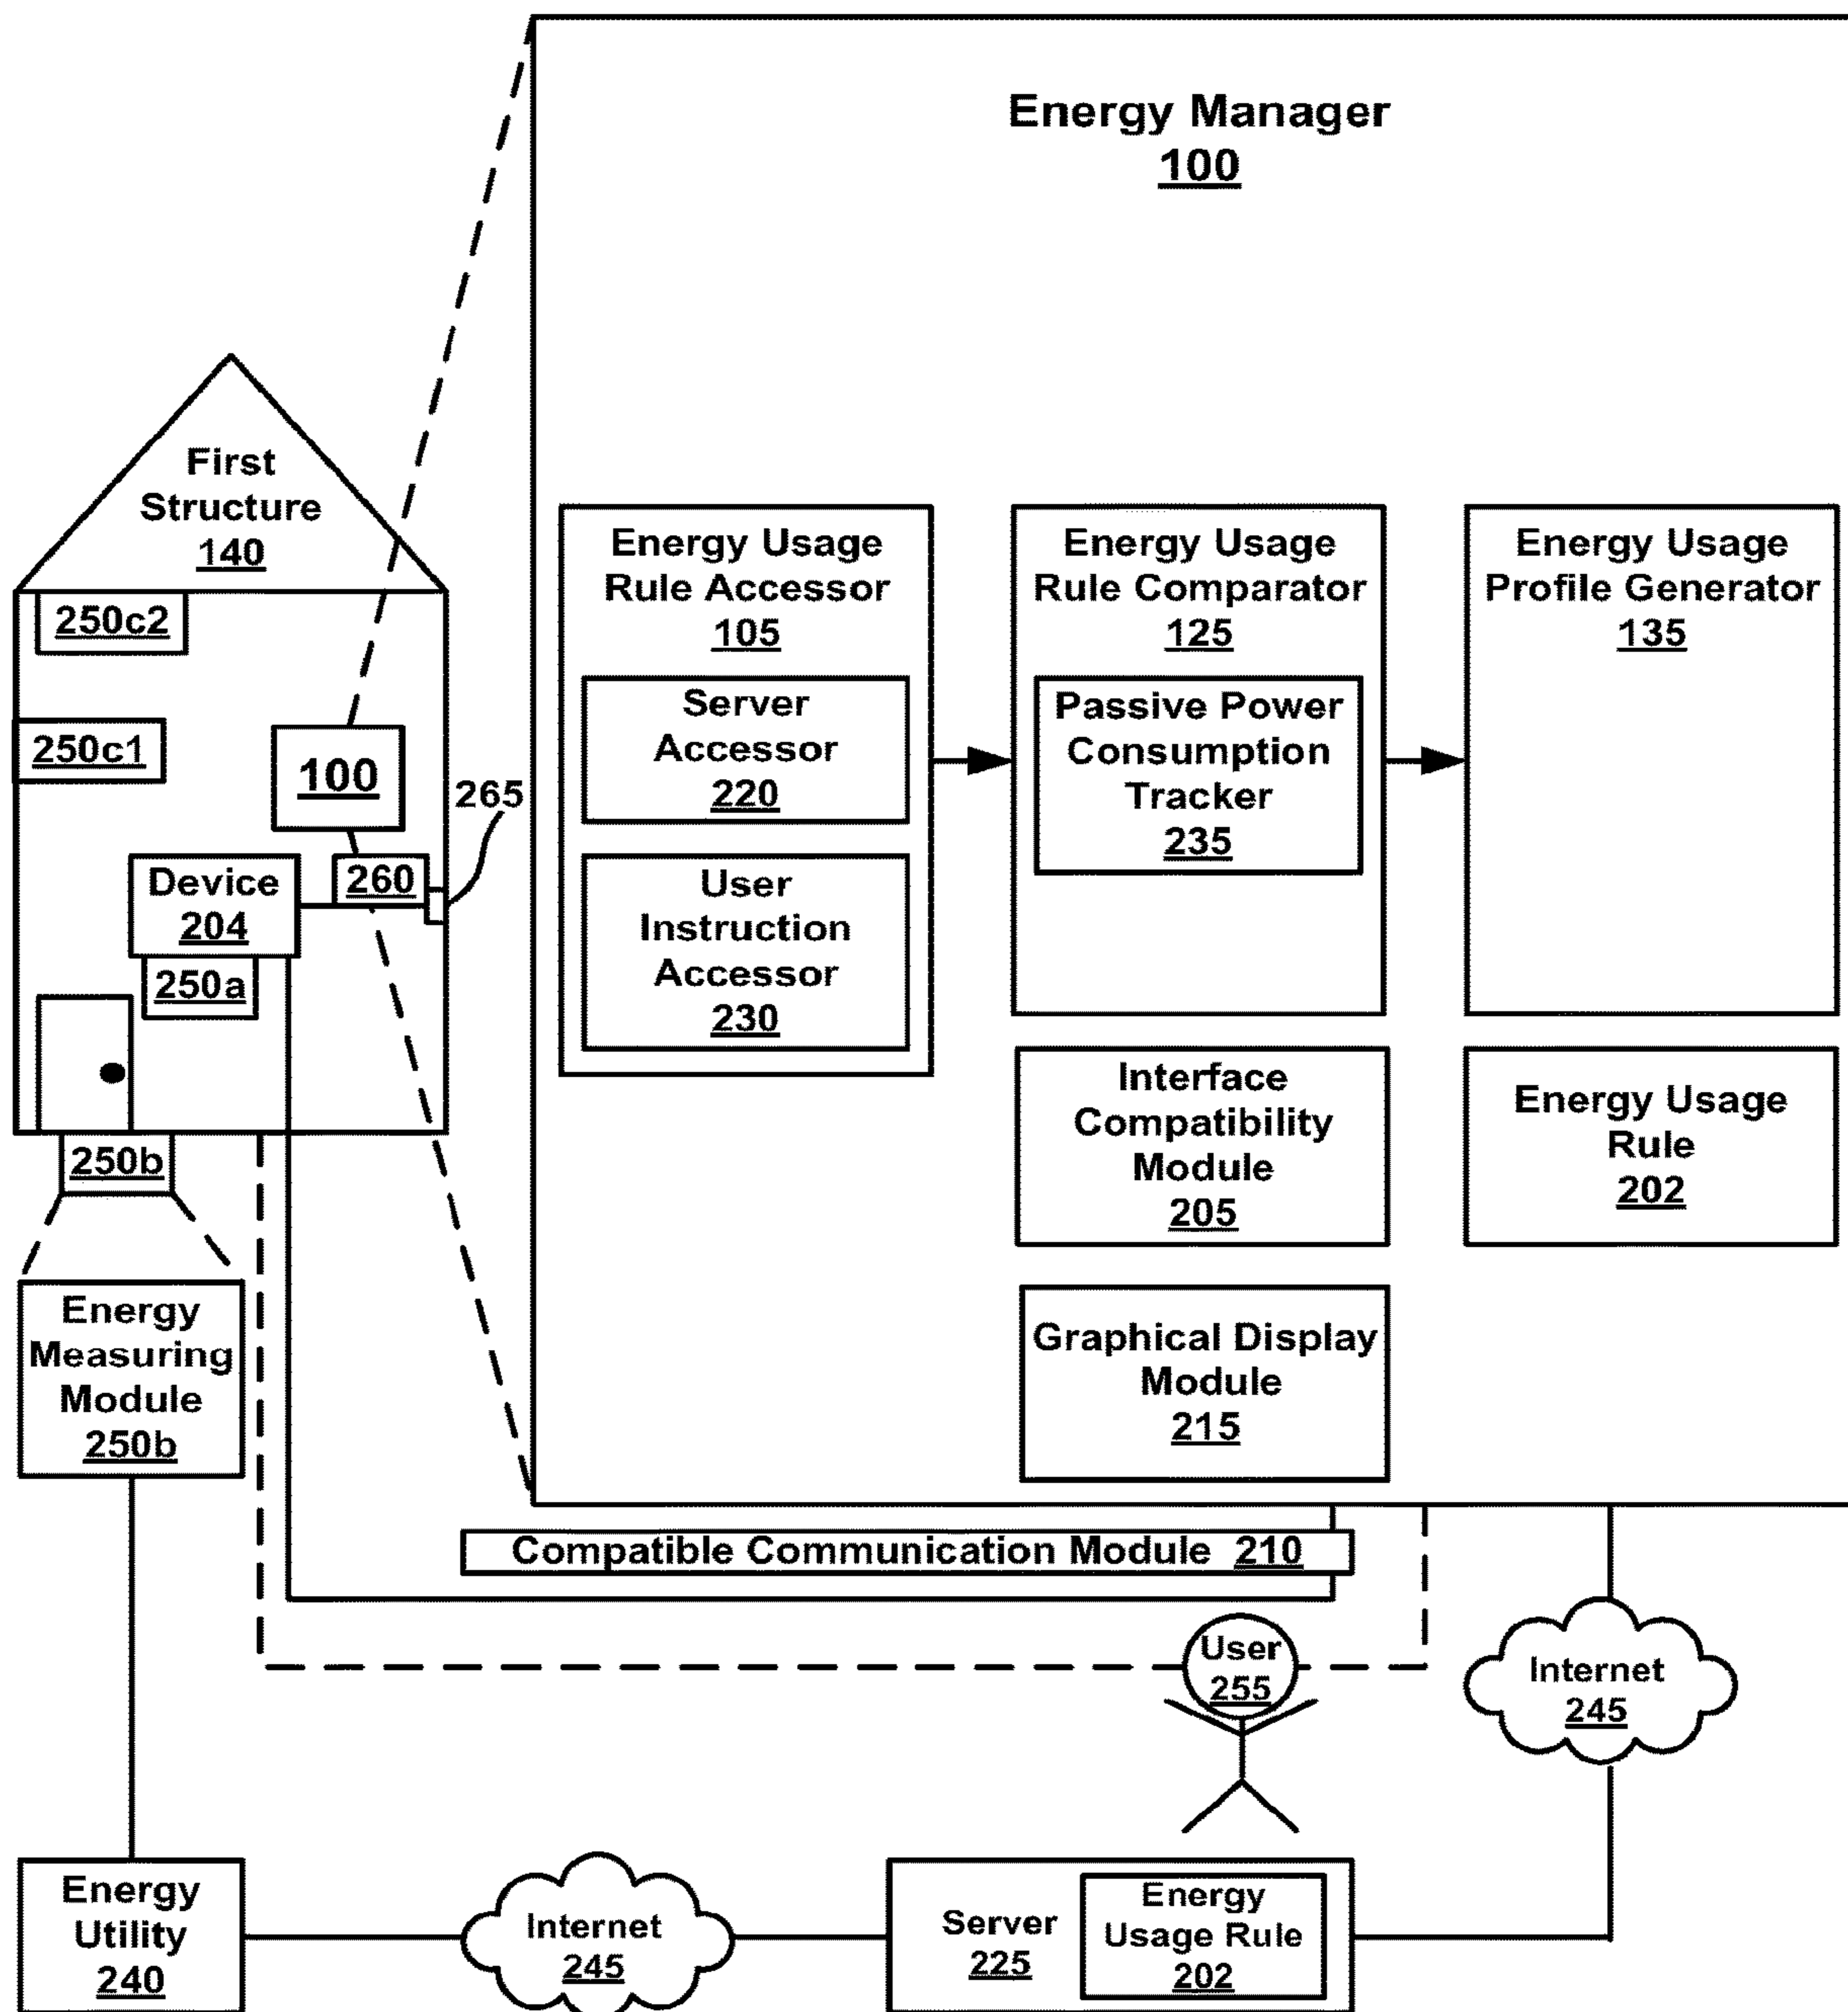 Energy Manager
100
First
Structure
140
250c2
250c1
100
265
260
Device
204
250a
250b
Energy
Measuring
Module
250b
Energy Usage
Rule Accessor
105
Server
Accessor
220
User
Instruction
Accessor
230
Energy Usage
Rule Comparator
125
Passive Power
Consumption
Tracker
235
Energy Usage
Profile Generator
135
Interface
Compatibility
Module
205
Energy Usage
Rule
202
Graphical Display
Module
215
Compatible Communication Module 210
User
255
Internet
245
Energy
Utility
240
Internet
245
Server
225
Energy
Usage Rule
202